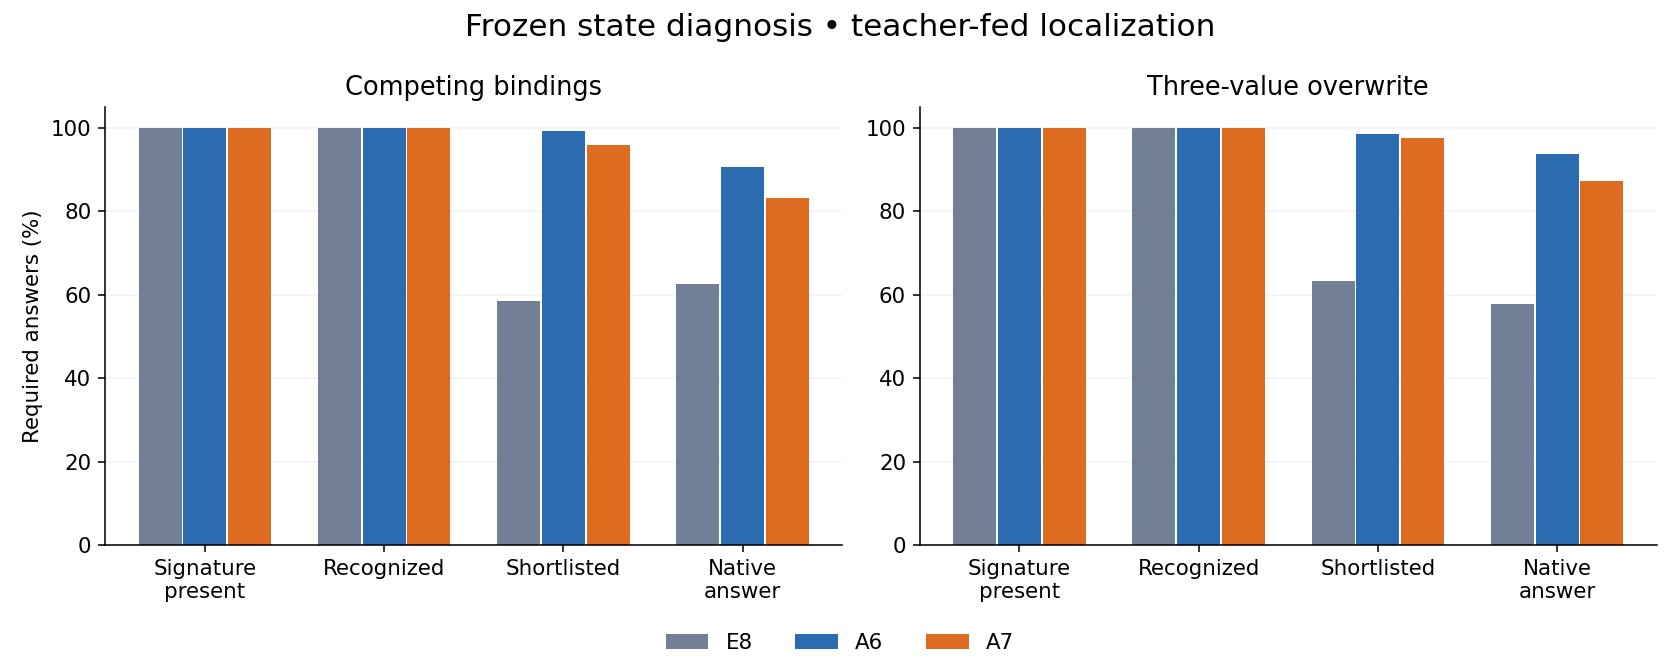 Frozen state diagnosis • teacher-fed localization
Competing bindings
Required answers (%)
100
80
60
40
20
0
Signature
present
Recognized
Shortlisted
Native
answer
Three-value overwrite
100
80
60
40
20
0
Signature
present
Recognized
Shortlisted
Native
answer
E8
A6
A7